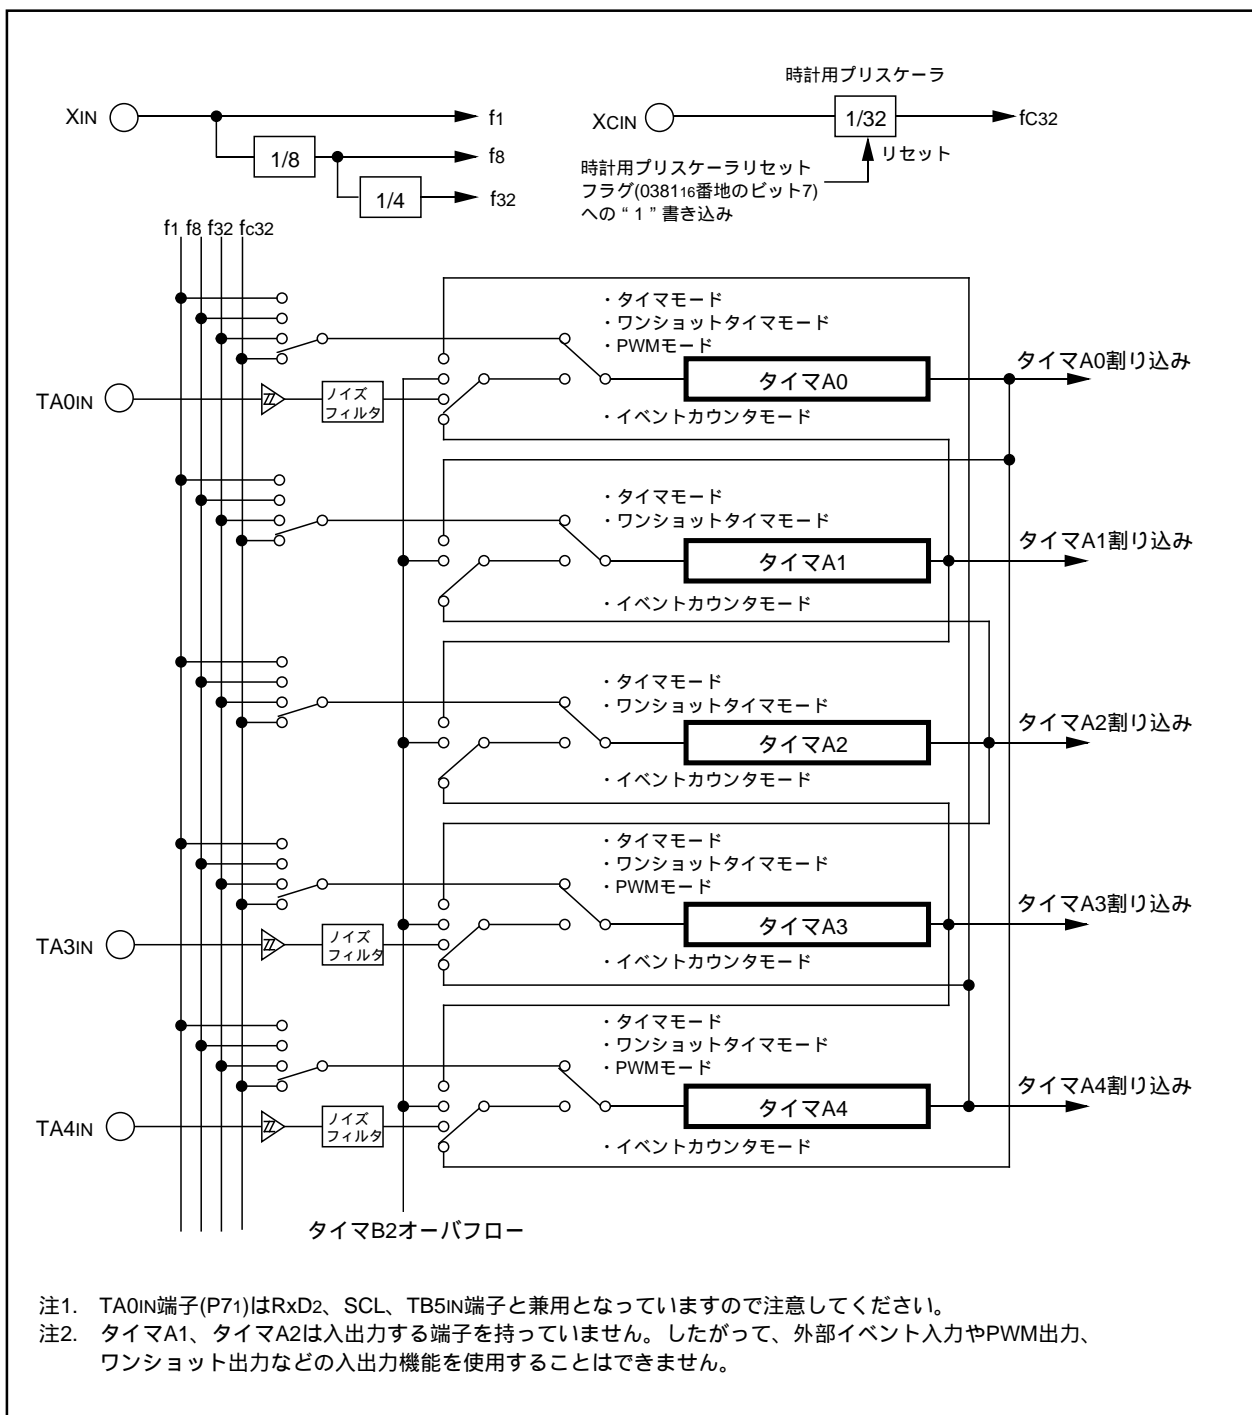 時計用プリスケーラ
XIN
f1
XCIN
1/32
fC32
1/8
f8
リセット
1/4
f32
時計用プリスケーラリセット
フラグ(038116番地のビット7)
への“1”書き込み
f1 f8 f32 fc32
・タイマモード
・ワンショットタイマモード
・PWMモード
タイマA0割り込み
タイマA0
TA0IN
ノイズ
フィルタ
・イベントカウンタモード
・タイマモード
・ワンショットタイマモード
タイマA1割り込み
タイマA1
・イベントカウンタモード
・タイマモード
・ワンショットタイマモード
タイマA2割り込み
タイマA2
・イベントカウンタモード
・タイマモード
・ワンショットタイマモード
・PWMモード
タイマA3割り込み
タイマA3
TA3IN
ノイズ
フィルタ
・イベントカウンタモード
・タイマモード
・ワンショットタイマモード
・PWMモード
タイマA4割り込み
タイマA4
TA4IN
ノイズ
フィルタ
・イベントカウンタモード
タイマB2オーバフロー
注1. TA0IN端子(P71)はRxD2、SCL、TB5IN端子と兼用となっていますので注意してください。
注2. タイマA1、タイマA2は入出力する端子を持っていません。したがって、外部イベント入力やPWM出力、
ワンショット出力などの入出力機能を使用することはできません。